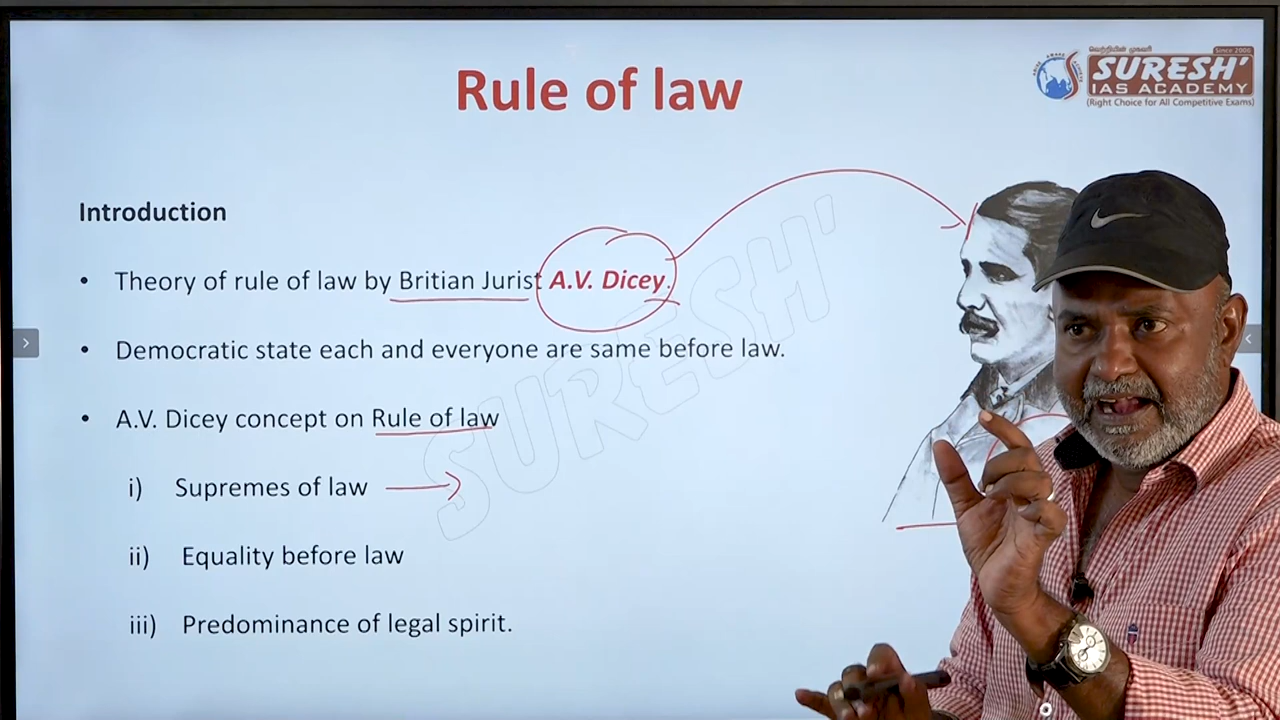 Rule of law
வெற்றியின் முகவரி
Since 2000
SURESH'
IAS ACADEMY
(Right Choice for All Competitive Exams)
Introduction
• Theory of rule of law by Britian Jurist A.V. Dicey.
• Democratic state each and everyone are same before law.
• A.V. Dicey concept on Rule of law
i) Supremes of law
ii) Equality before law
iii) Predominance of legal spirit.
SURESH'